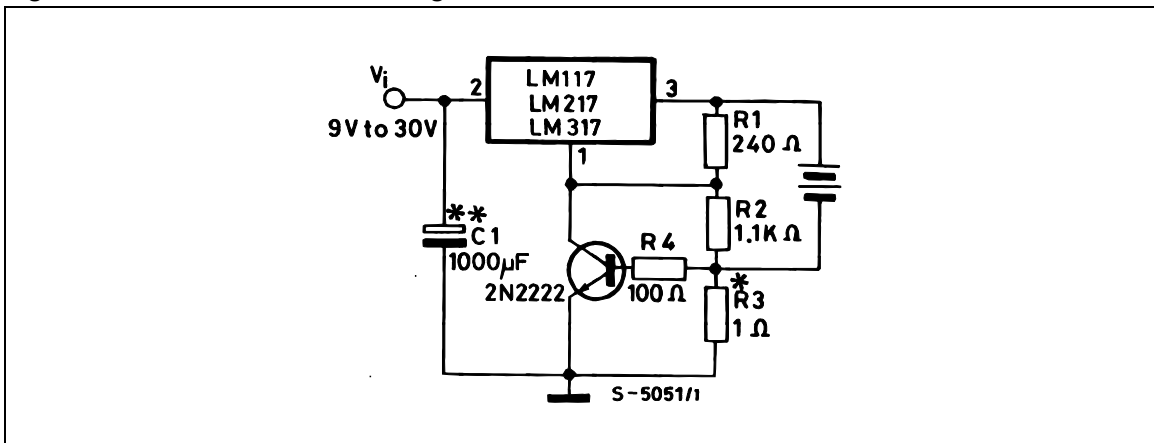 Vi
9V to 30V
2
LM117
LM217
LM317
3
1
R1
240 Ω
R2
1.1K Ω
**
C1
1000µF
2N2222
R4
100 Ω
*
R3
1 Ω
S-5051/1